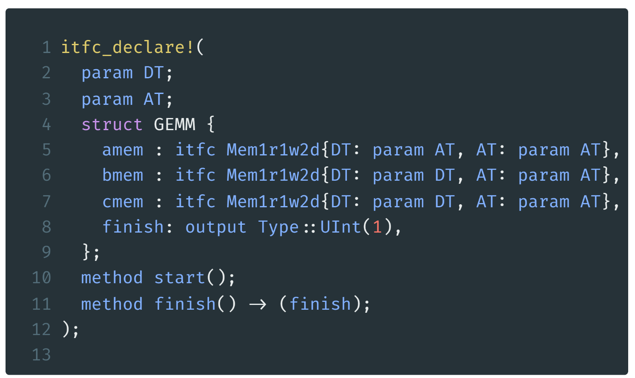 1 itfc_declare!(
2   param DT;
3   param AT;
4   struct GEMM {
5     amem : itfc Mem1r1w2d{DT: param AT, AT: param AT},
6     bmem : itfc Mem1r1w2d{DT: param DT, AT: param AT},
7     cmem : itfc Mem1r1w2d{DT: param DT, AT: param AT},
8     finish: output Type::UInt(1),
9   };
10   method start();
11   method finish() -> (finish);
12 );
13